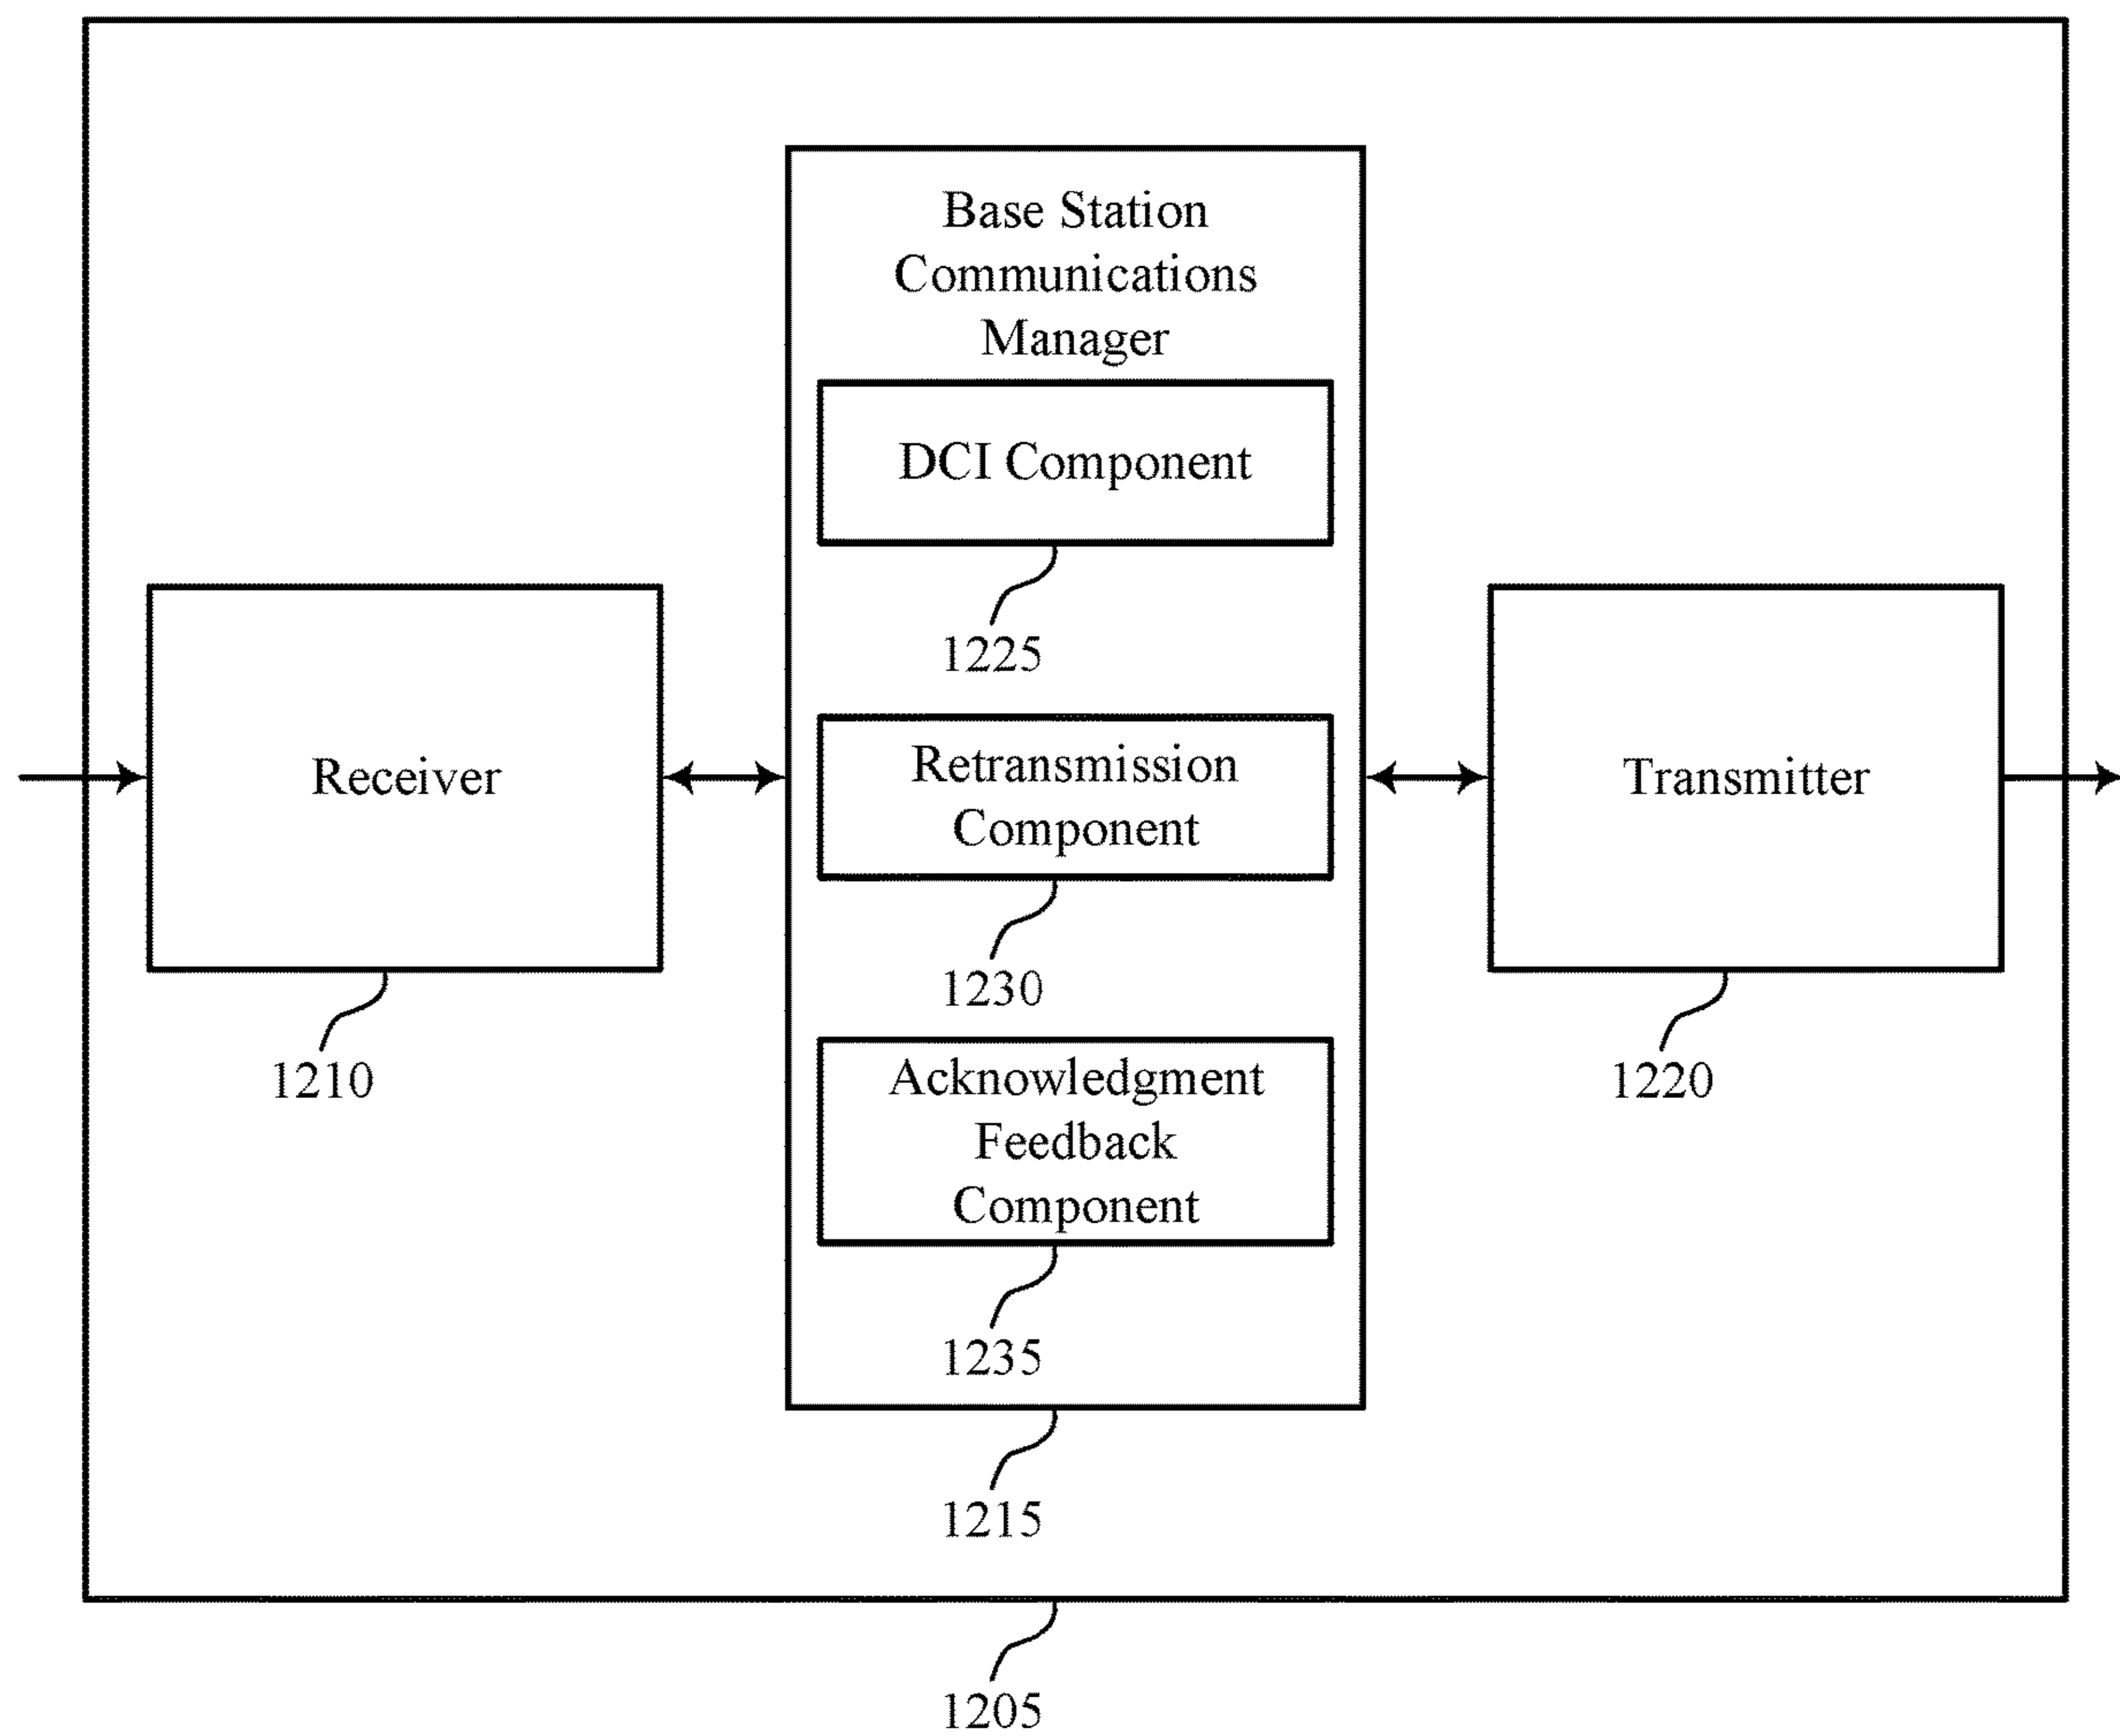 Base Station
Communications
Manager
DCI Component
1225
Receiver
Retransmission
Component
Transmitter
1230
1210
Acknowledgment
Feedback
Component
1220
1235
1215
1205